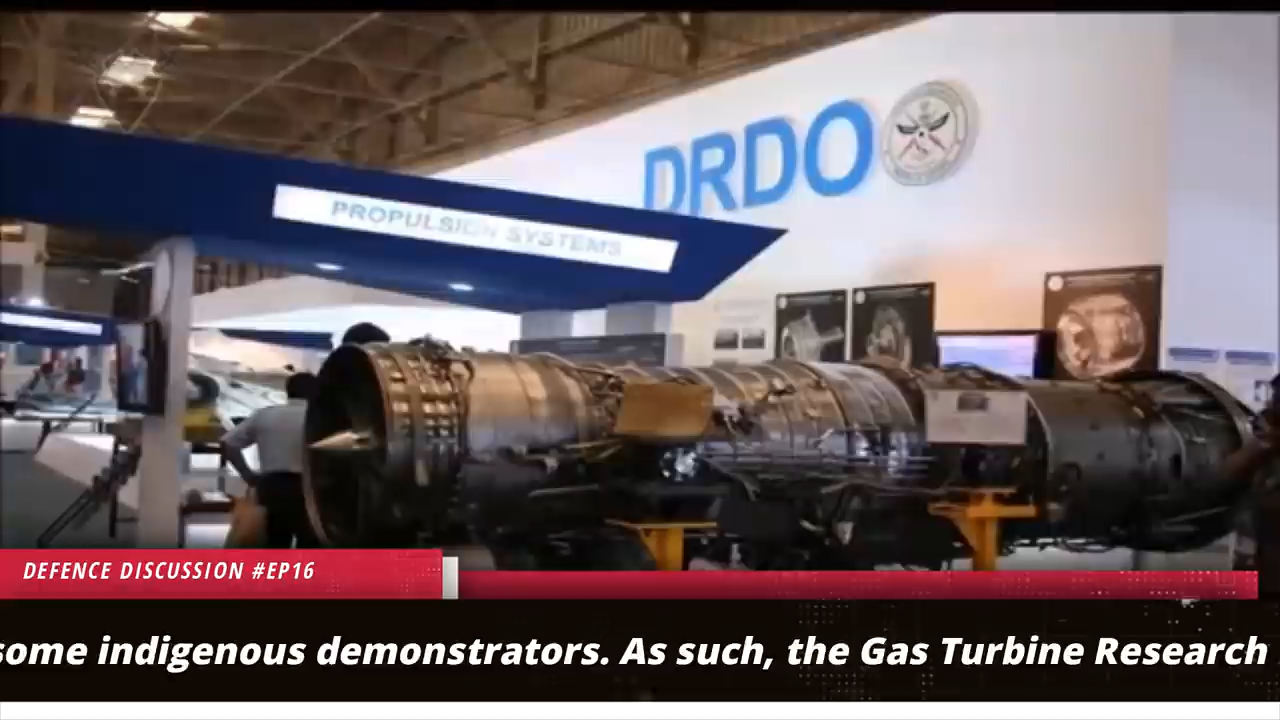 DRDO
PROPULSION SYSTEMS
DEFENCE DISCUSSION #EP16
some indigenous demonstrators. As such, the Gas Turbine Research